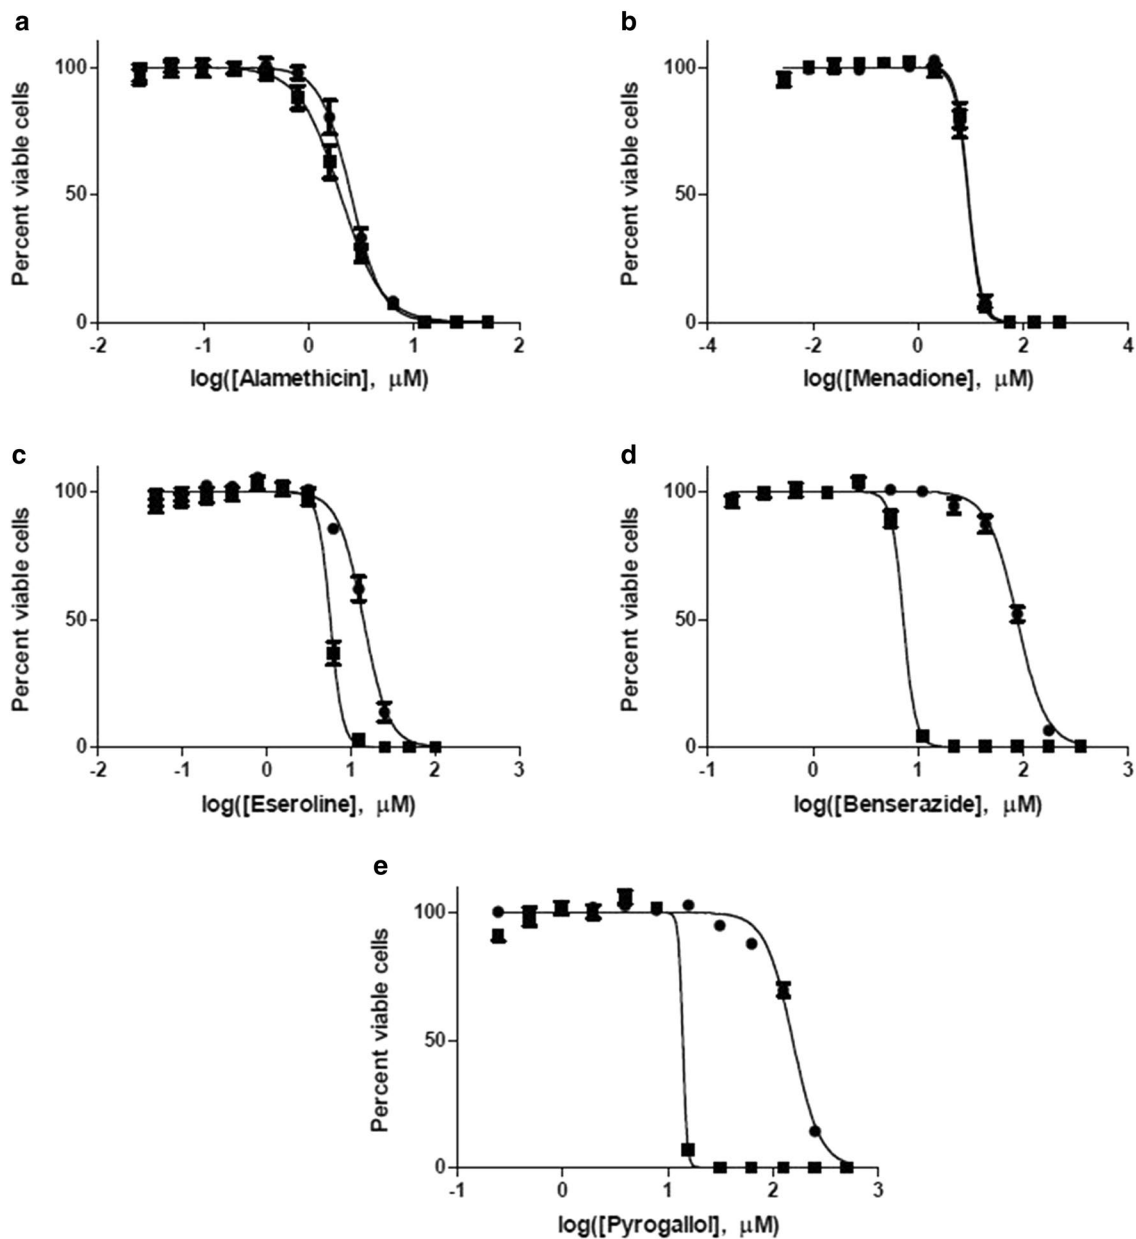 a
Percent viable cells
100
50
0
-2 -1 0 1 2
log([Alamethicin], μM)
b
Percent viable cells
100
50
0
-4 -2 0 2 4
log([Menadione], μM)
c
Percent viable cells
100
50
0
-2 -1 0 1 2 3
log([Eseroline], μM)
d
Percent viable cells
100
50
0
-1 0 1 2 3
log([Benserazide], μM)
e
Percent viable cells
100
50
0
-1 0 1 2 3
log([Pyrogallol], μM)